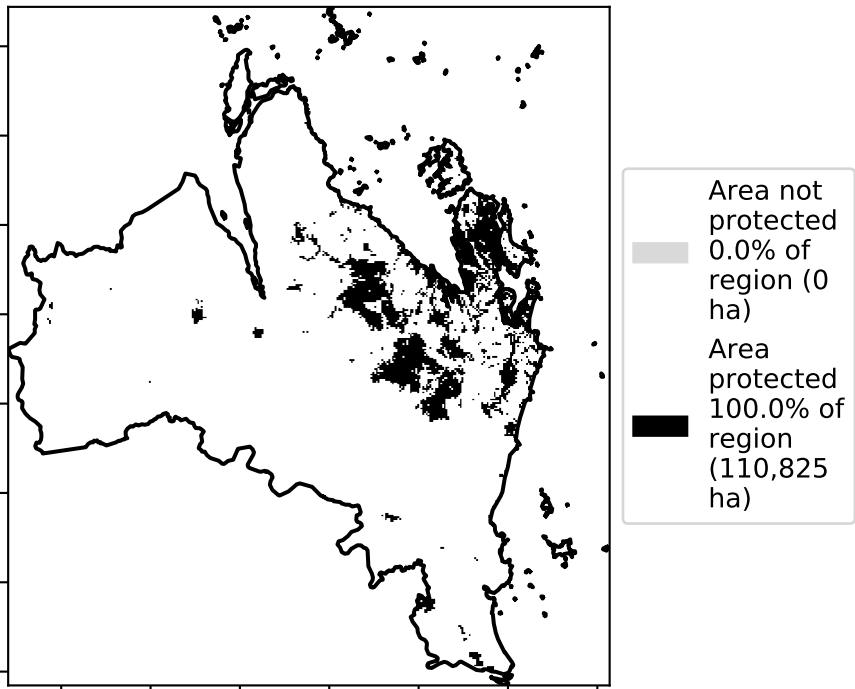 Area not
protected
0.0% of
region (0
ha)
Area
protected
100.0% of
region
(110,825
ha)